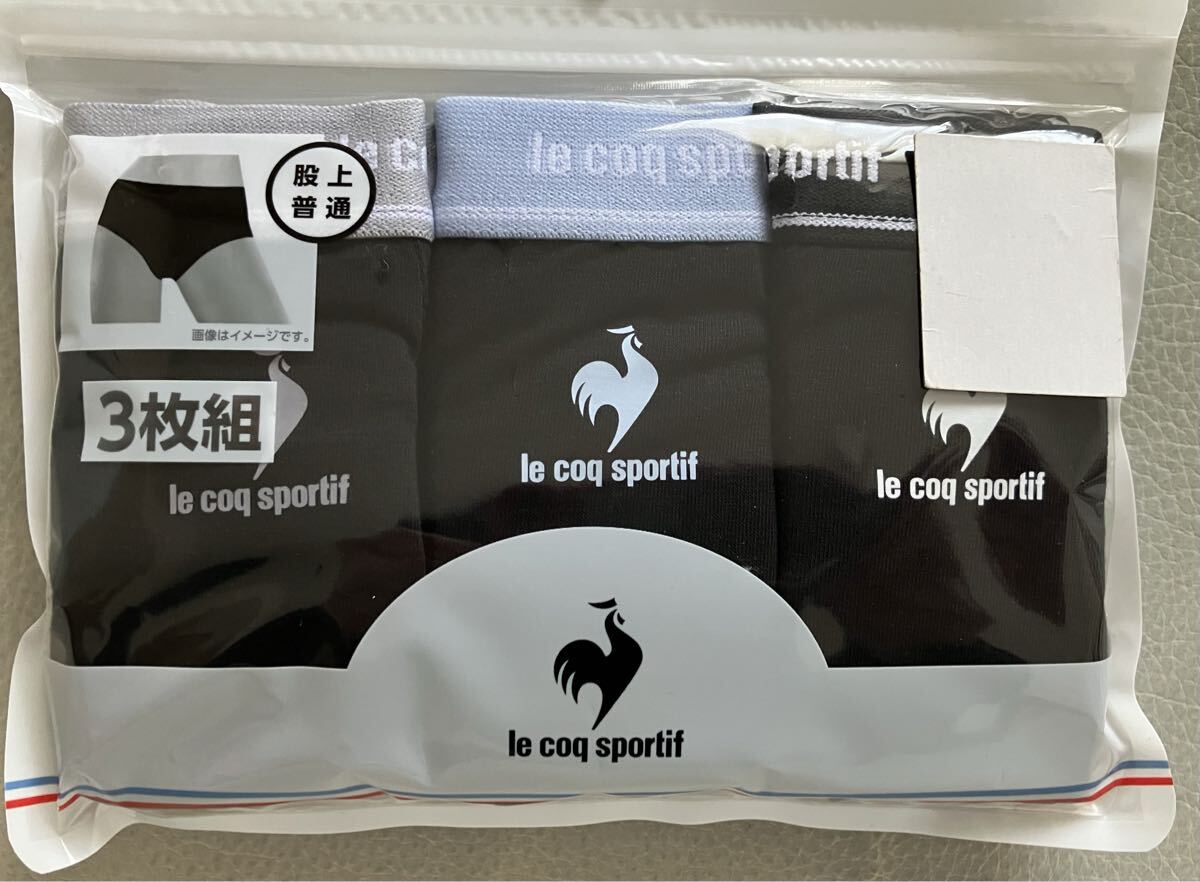 le c
le coq sportif
sportif
股上
普通
画像はイメージです。
3枚組
le coq sportif
le coq sportif
le coq sportif
le coq sportif